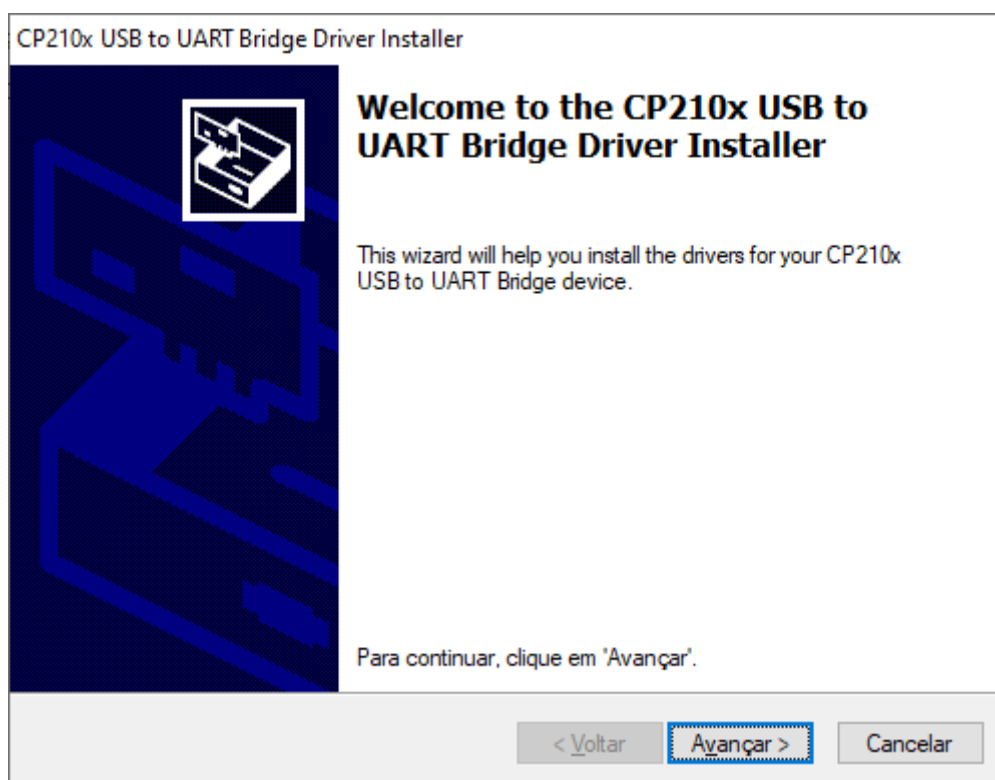 CP210x USB to UART Bridge Driver Installer
Welcome to the CP210x USB to
UART Bridge Driver Installer
This wizard will help you install the drivers for your CP210x
USB to UART Bridge device.
Para continuar, clique em 'Avançar'.
< Voltar
Avançar >
Cancelar